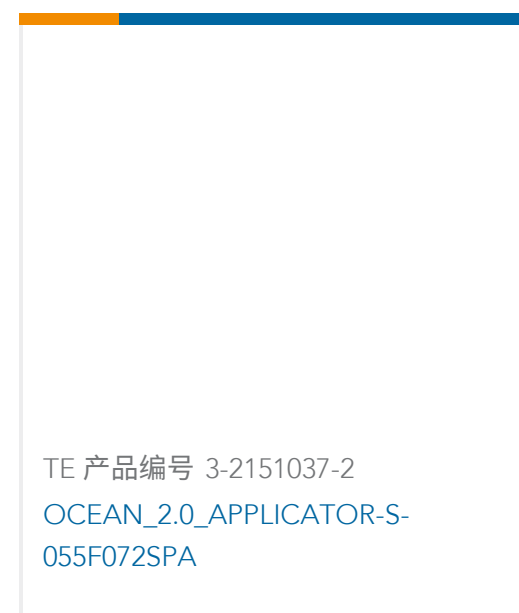 TE 产品编号 3-2151037-2
OCEAN_2.0_APPLICATOR-S-
055F072SPA